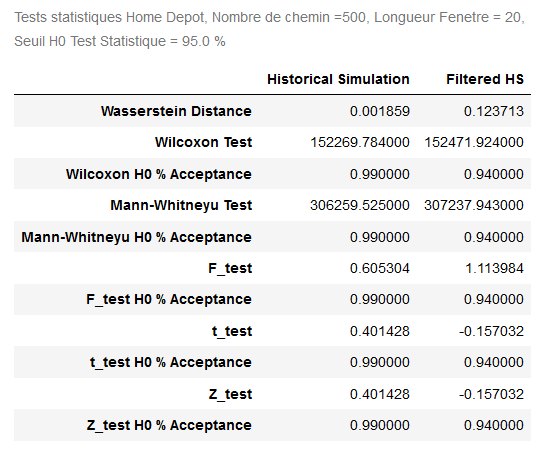 Tests statistiques Home Depot, Nombre de chemin =500, Longueur Fenetre = 20,
Seuil H0 Test Statistique = 95.0 %
Historical Simulation Filtered HS
Wasserstein Distance 0.001859 0.123713
Wilcoxon Test 152269.784000 152471.924000
Wilcoxon H0 % Acceptance 0.990000 0.940000
Mann-Whitneyu Test 306259.525000 307237.943000
Mann-Whitneyu H0 % Acceptance 0.990000 0.940000
F_test 0.605304 1.113984
F_test H0 % Acceptance 0.990000 0.940000
t_test 0.401428 -0.157032
t_test H0 % Acceptance 0.990000 0.940000
Z_test 0.401428 -0.157032
Z_test H0 % Acceptance 0.990000 0.940000